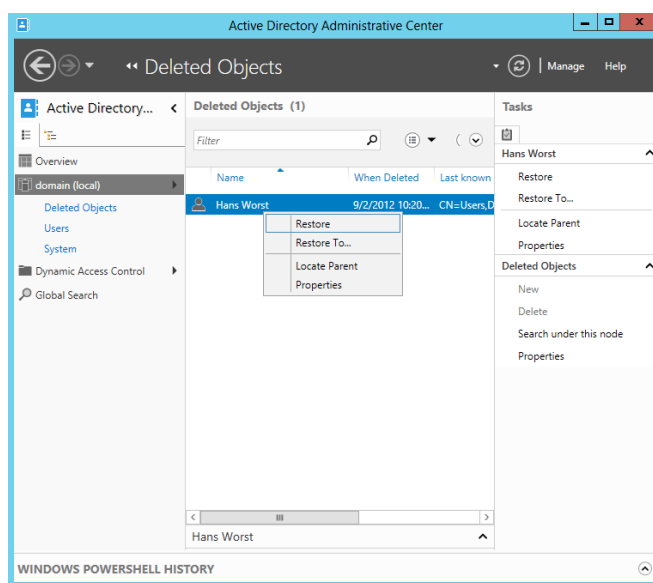 Active Directory Administrative Center
Deleted Objects
Manage
Help
Active Directory...
Overview
domain (local)
Deleted Objects
Users
System
Dynamic Access Control
Global Search
Deleted Objects (1)
Filter
Name When Deleted Last known
Hans Worst 9/2/2012 10:20... CN=Users,D
Restore
Restore To...
Locate Parent
Properties
Hans Worst
Tasks
Hans Worst
Restore
Restore To...
Locate Parent
Properties
Deleted Objects
New
Delete
Search under this node
Properties
WINDOWS POWERSHELL HISTORY